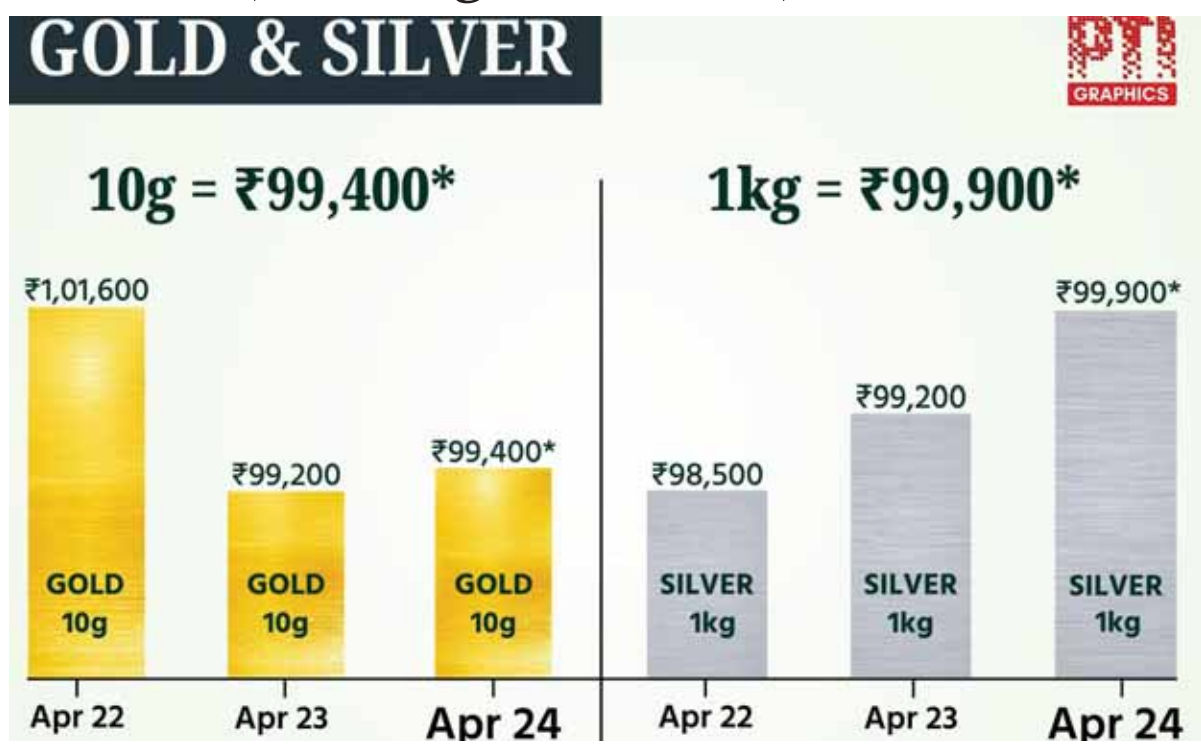 GOLD & SILVER
PTI
GRAPHICS
10g = ₹99,400*
1kg = ₹99,900*
₹1,01,600
₹99,200
₹99,400*
₹98,500
₹99,200
₹99,900*
GOLD
10g
GOLD
10g
GOLD
10g
SILVER
1kg
SILVER
1kg
SILVER
1kg
Apr 22
Apr 23
Apr 24
Apr 22
Apr 23
Apr 24